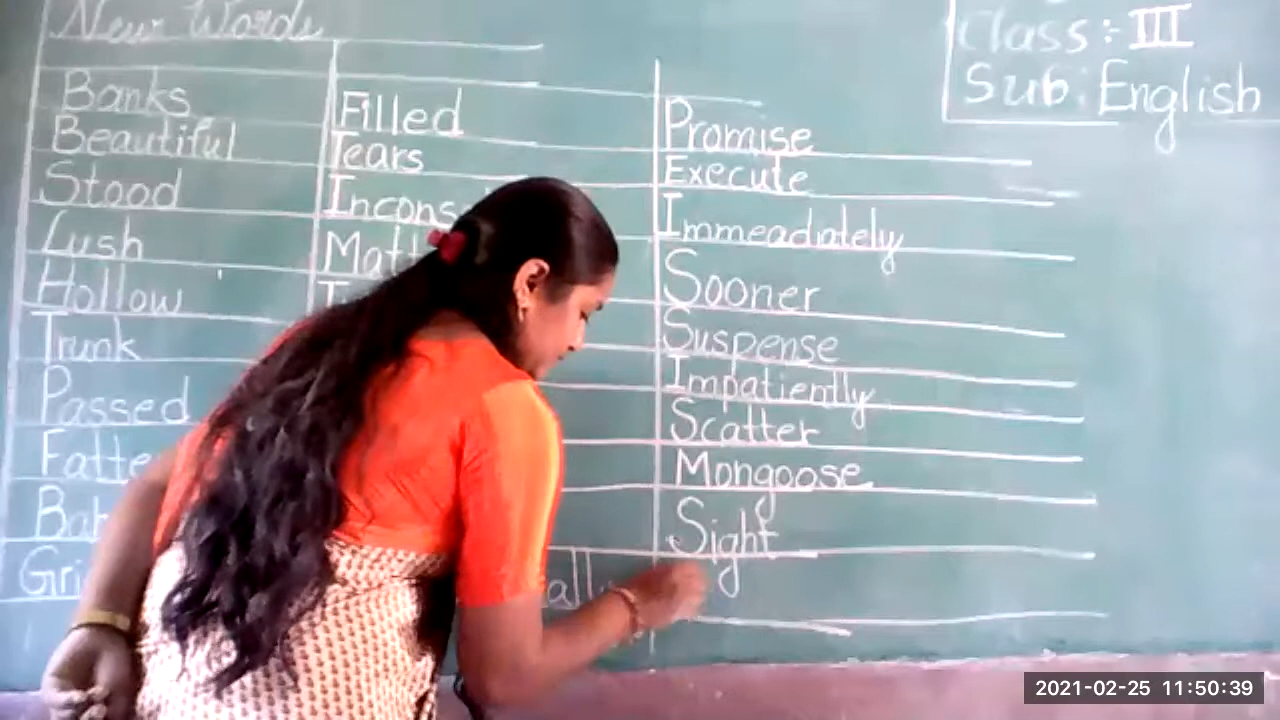 New Words
Class :- III
Sub : English
Banks
Beautiful
Stood
Lush
Hollow
Trunk
Passed
Filled
Tears
Promise
Execute
Immeadiately
Sooner
Suspense
Impatiently
Scatter
Mongoose
Sight
2021-02-25 11:50:39